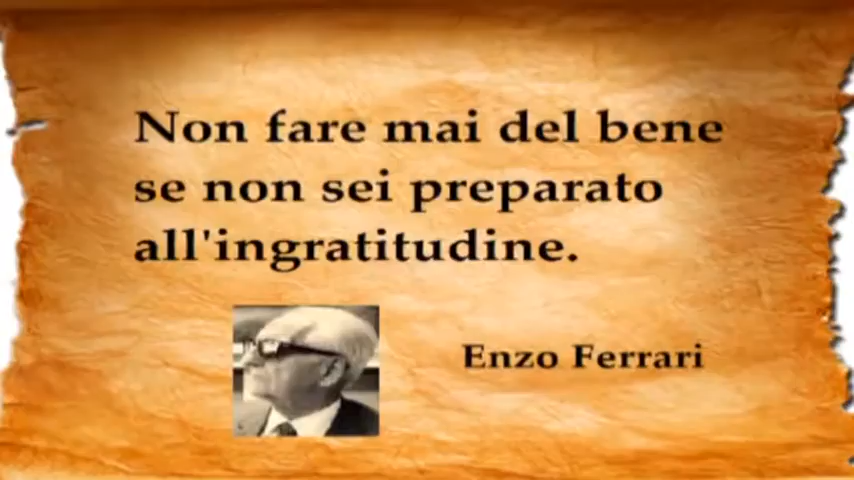 Non fare mai del bene
se non sei preparato
all'ingratitudine.
Enzo Ferrari